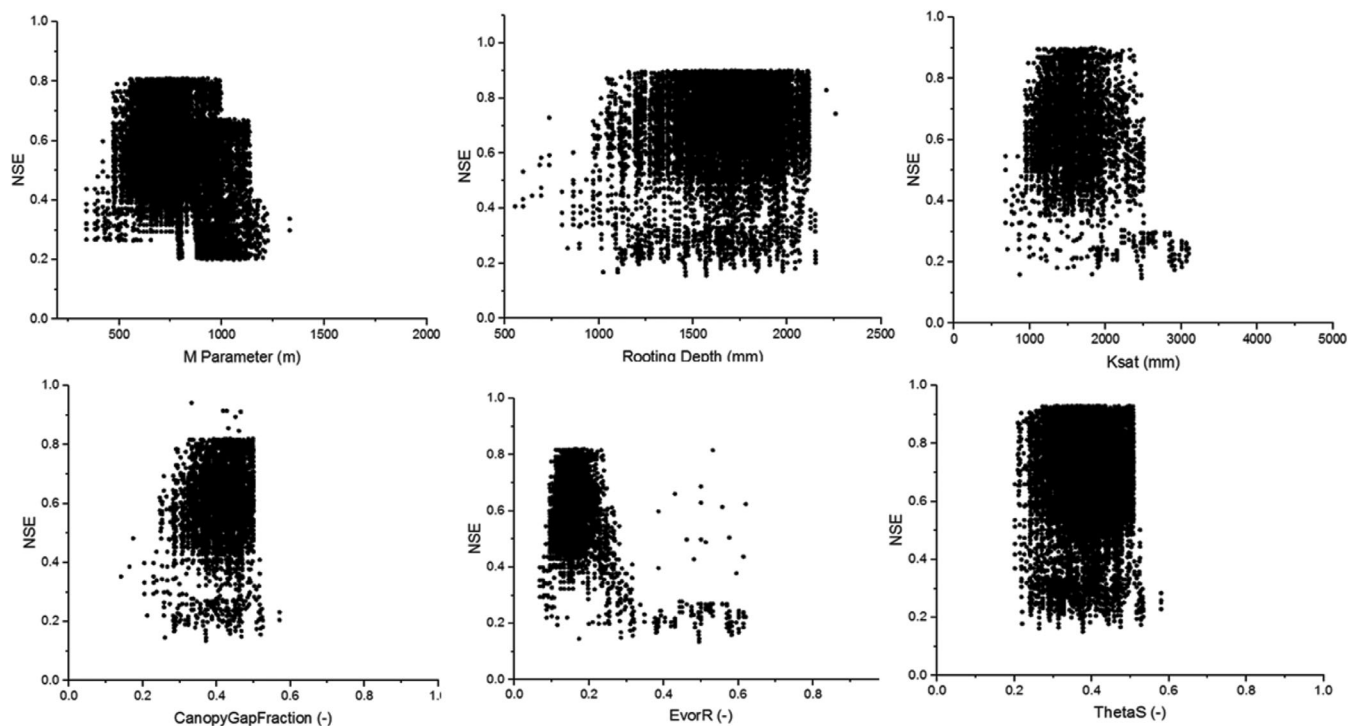 1.0
0.8
0.6
0.4
0.2
0.0
NSE
500 1000 1500 2000
M Parameter (m)
1.0
0.8
0.6
0.4
0.2
0.0
NSE
500 1000 1500 2000 2500
Rooting Depth (mm)
1.0
0.8
0.6
0.4
0.2
0.0
NSE
0 1000 2000 3000 4000 5000
Ksat (mm)
1.0
0.8
0.6
0.4
0.2
0.0
NSE
0.0 0.2 0.4 0.6 0.8 1.0
CanopyGapFraction (-)
1.0
0.8
0.6
0.4
0.2
0.0
NSE
0.0 0.2 0.4 0.6 0.8
EvorR (-)
1.0
0.8
0.6
0.4
0.2
0.0
NSE
0.0 0.2 0.4 0.6 0.8 1.0
ThetaS (-)